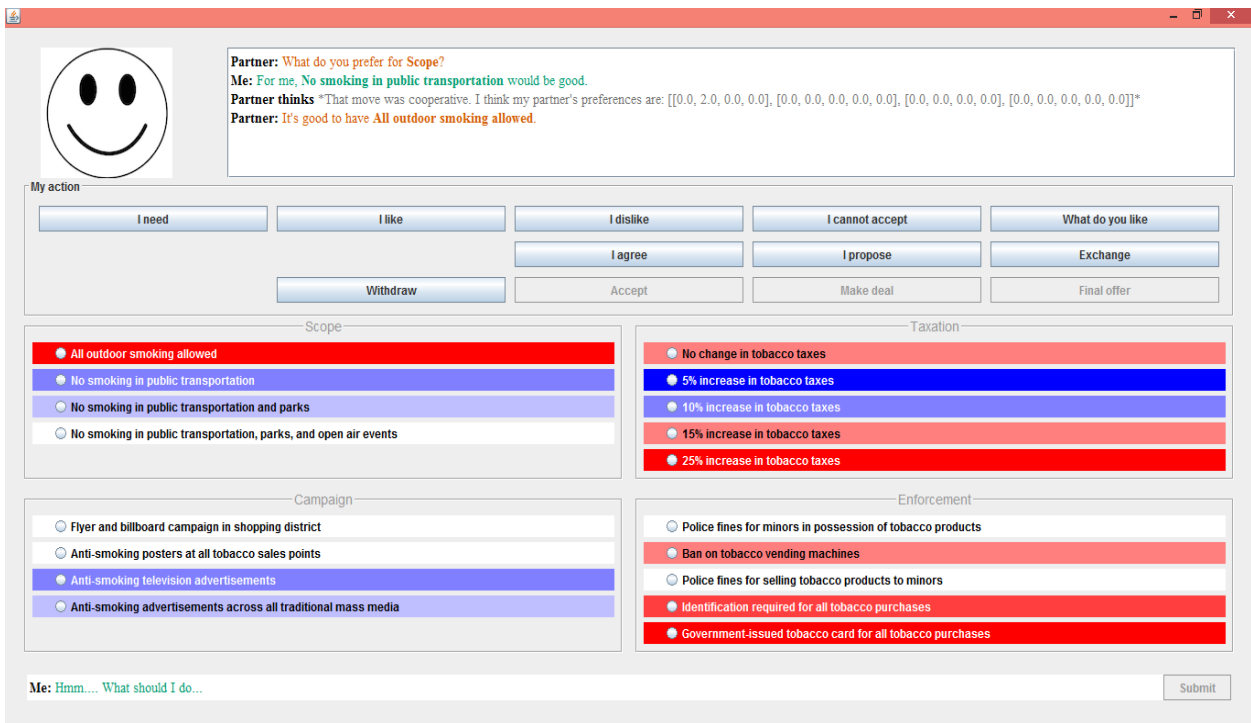 Partner: What do you prefer for Scope?
Me: For me, No smoking in public transportation would be good.
Partner thinks *That move was cooperative. I think my partner's preferences are: [[0.0, 2.0, 0.0, 0.0], [0.0, 0.0, 0.0, 0.0, 0.0], [0.0, 0.0, 0.0, 0.0], [0.0, 0.0, 0.0, 0.0, 0.0]]*
Partner: It's good to have All outdoor smoking allowed.
My action
I need I like I dislike I cannot accept What do you like
I agree I propose Exchange
Withdraw Accept Make deal Final offer
Scope
All outdoor smoking allowed
No smoking in public transportation
No smoking in public transportation and parks
No smoking in public transportation, parks, and open air events
Taxation
No change in tobacco taxes
5% increase in tobacco taxes
10% increase in tobacco taxes
15% increase in tobacco taxes
25% increase in tobacco taxes
Campaign
Flyer and billboard campaign in shopping district
Anti-smoking posters at all tobacco sales points
Anti-smoking television advertisements
Anti-smoking advertisements across all traditional mass media
Enforcement
Police fines for minors in possession of tobacco products
Ban on tobacco vending machines
Police fines for selling tobacco products to minors
Identification required for all tobacco purchases
Government-issued tobacco card for all tobacco purchases
Me: Hmm.... What should I do...
Submit